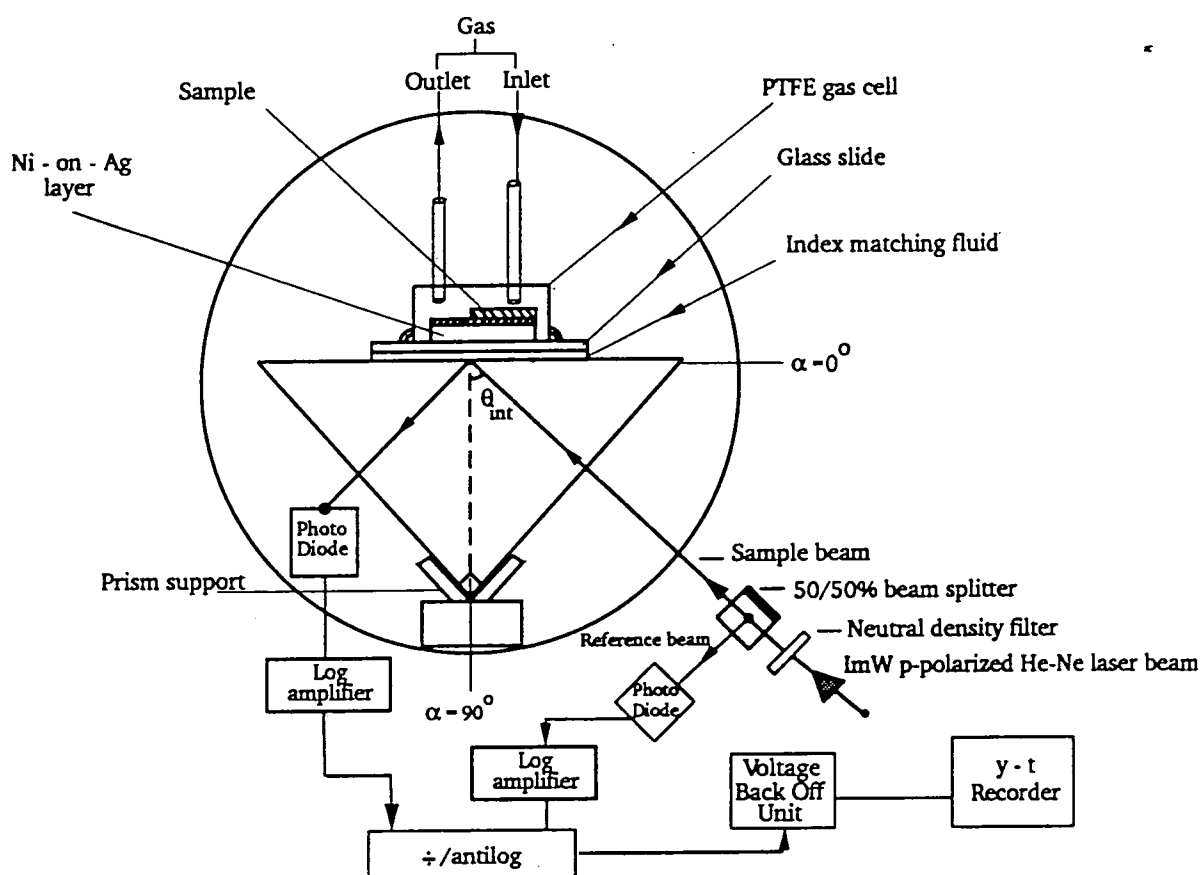 Gas
Outlet Inlet
Sample
PTFE gas cell
Ni - on - Ag
layer
Glass slide
Index matching fluid
α = 0°
θint
Photo
Diode
Prism support
Sample beam
50/50% beam splitter
Neutral density filter
Reference beam
ImW p-polarized He-Ne laser beam
Log
amplifier
α = 90°
Photo
Diode
Log
amplifier
Voltage
Back Off
Unit
y - t
Recorder
÷/antilog